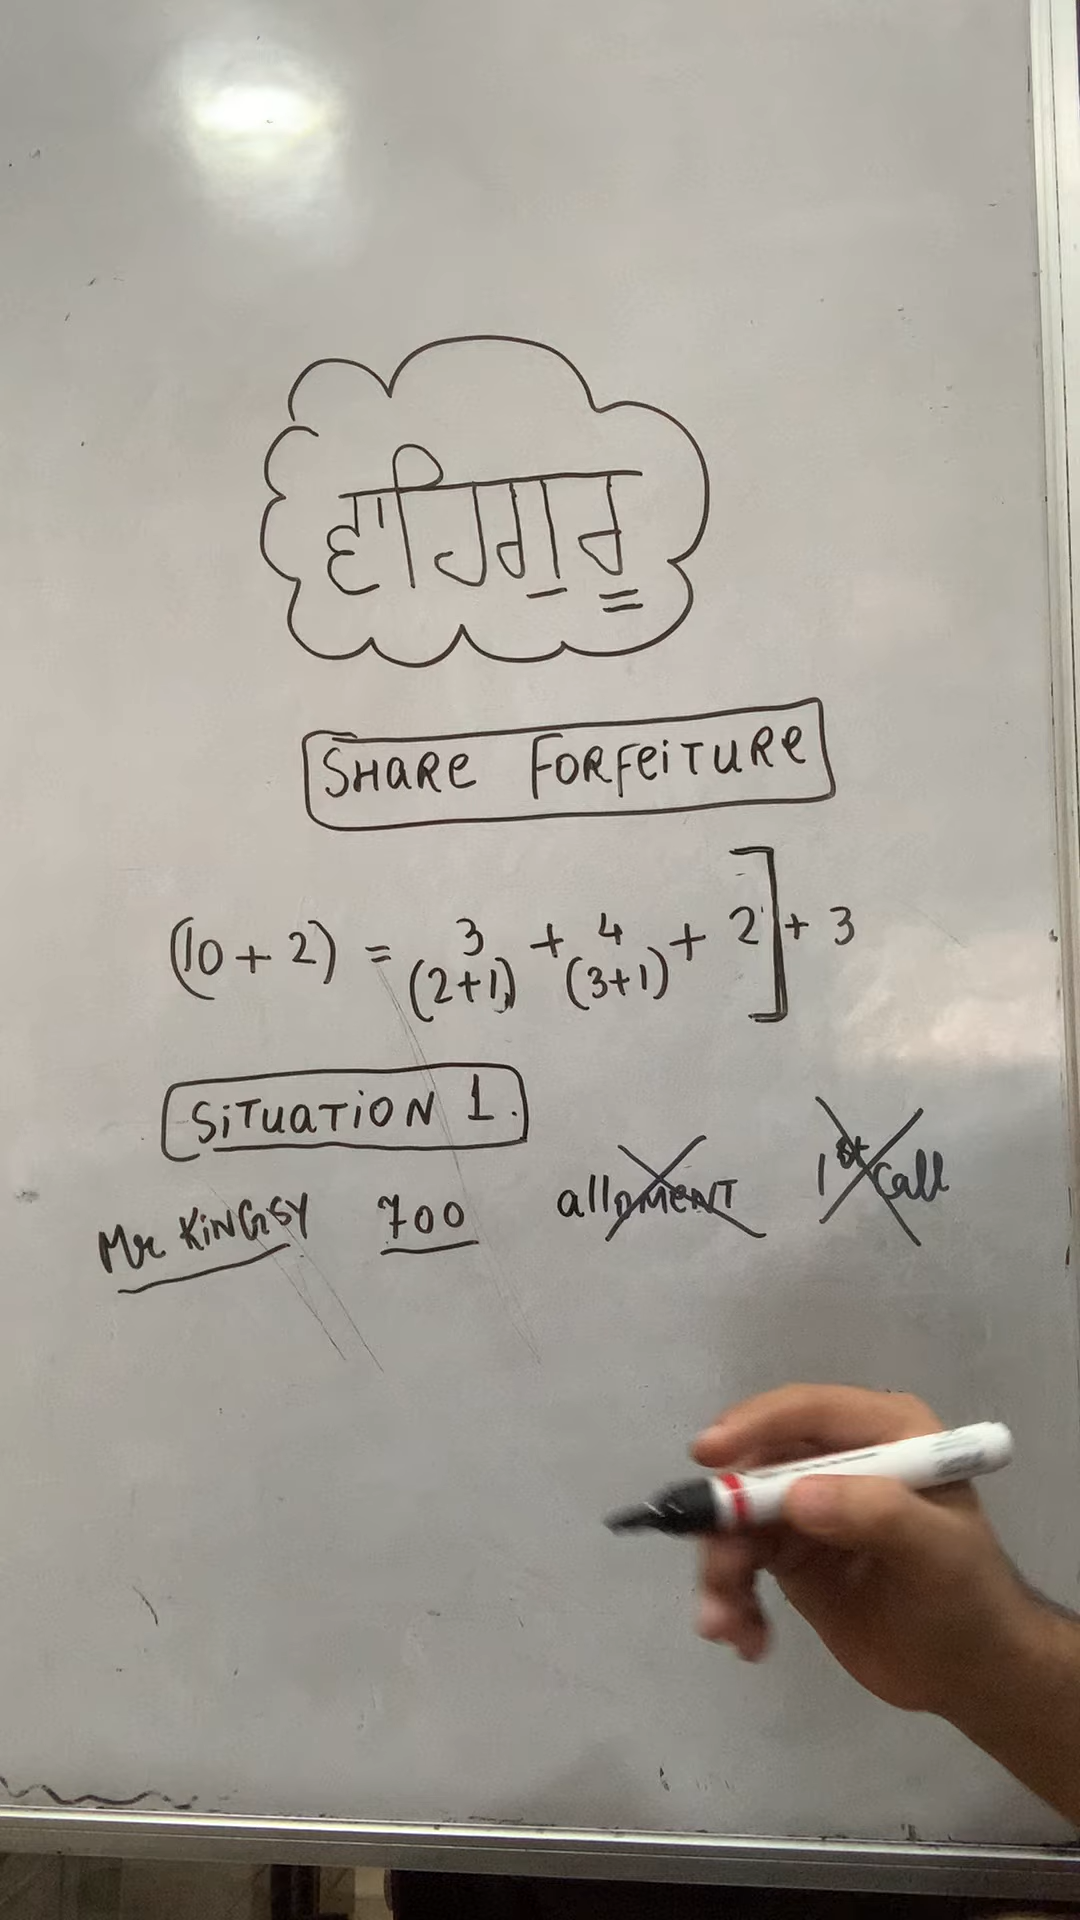 ਵਾਹਿਗੁਰੂ
SHARE FORFEITURE
(10 + 2) = 3 (2+1) + 4 (3+1) + 2] + 3
SITUATION 1.
Mr KINGSY 700 allotMENT 1st Call